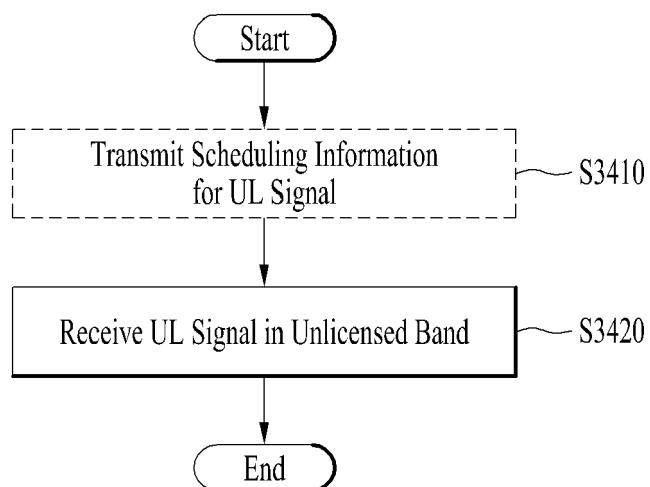 Start
Transmit Scheduling Information
for UL Signal
S3410
Receive UL Signal in Unlicensed Band
S3420
End